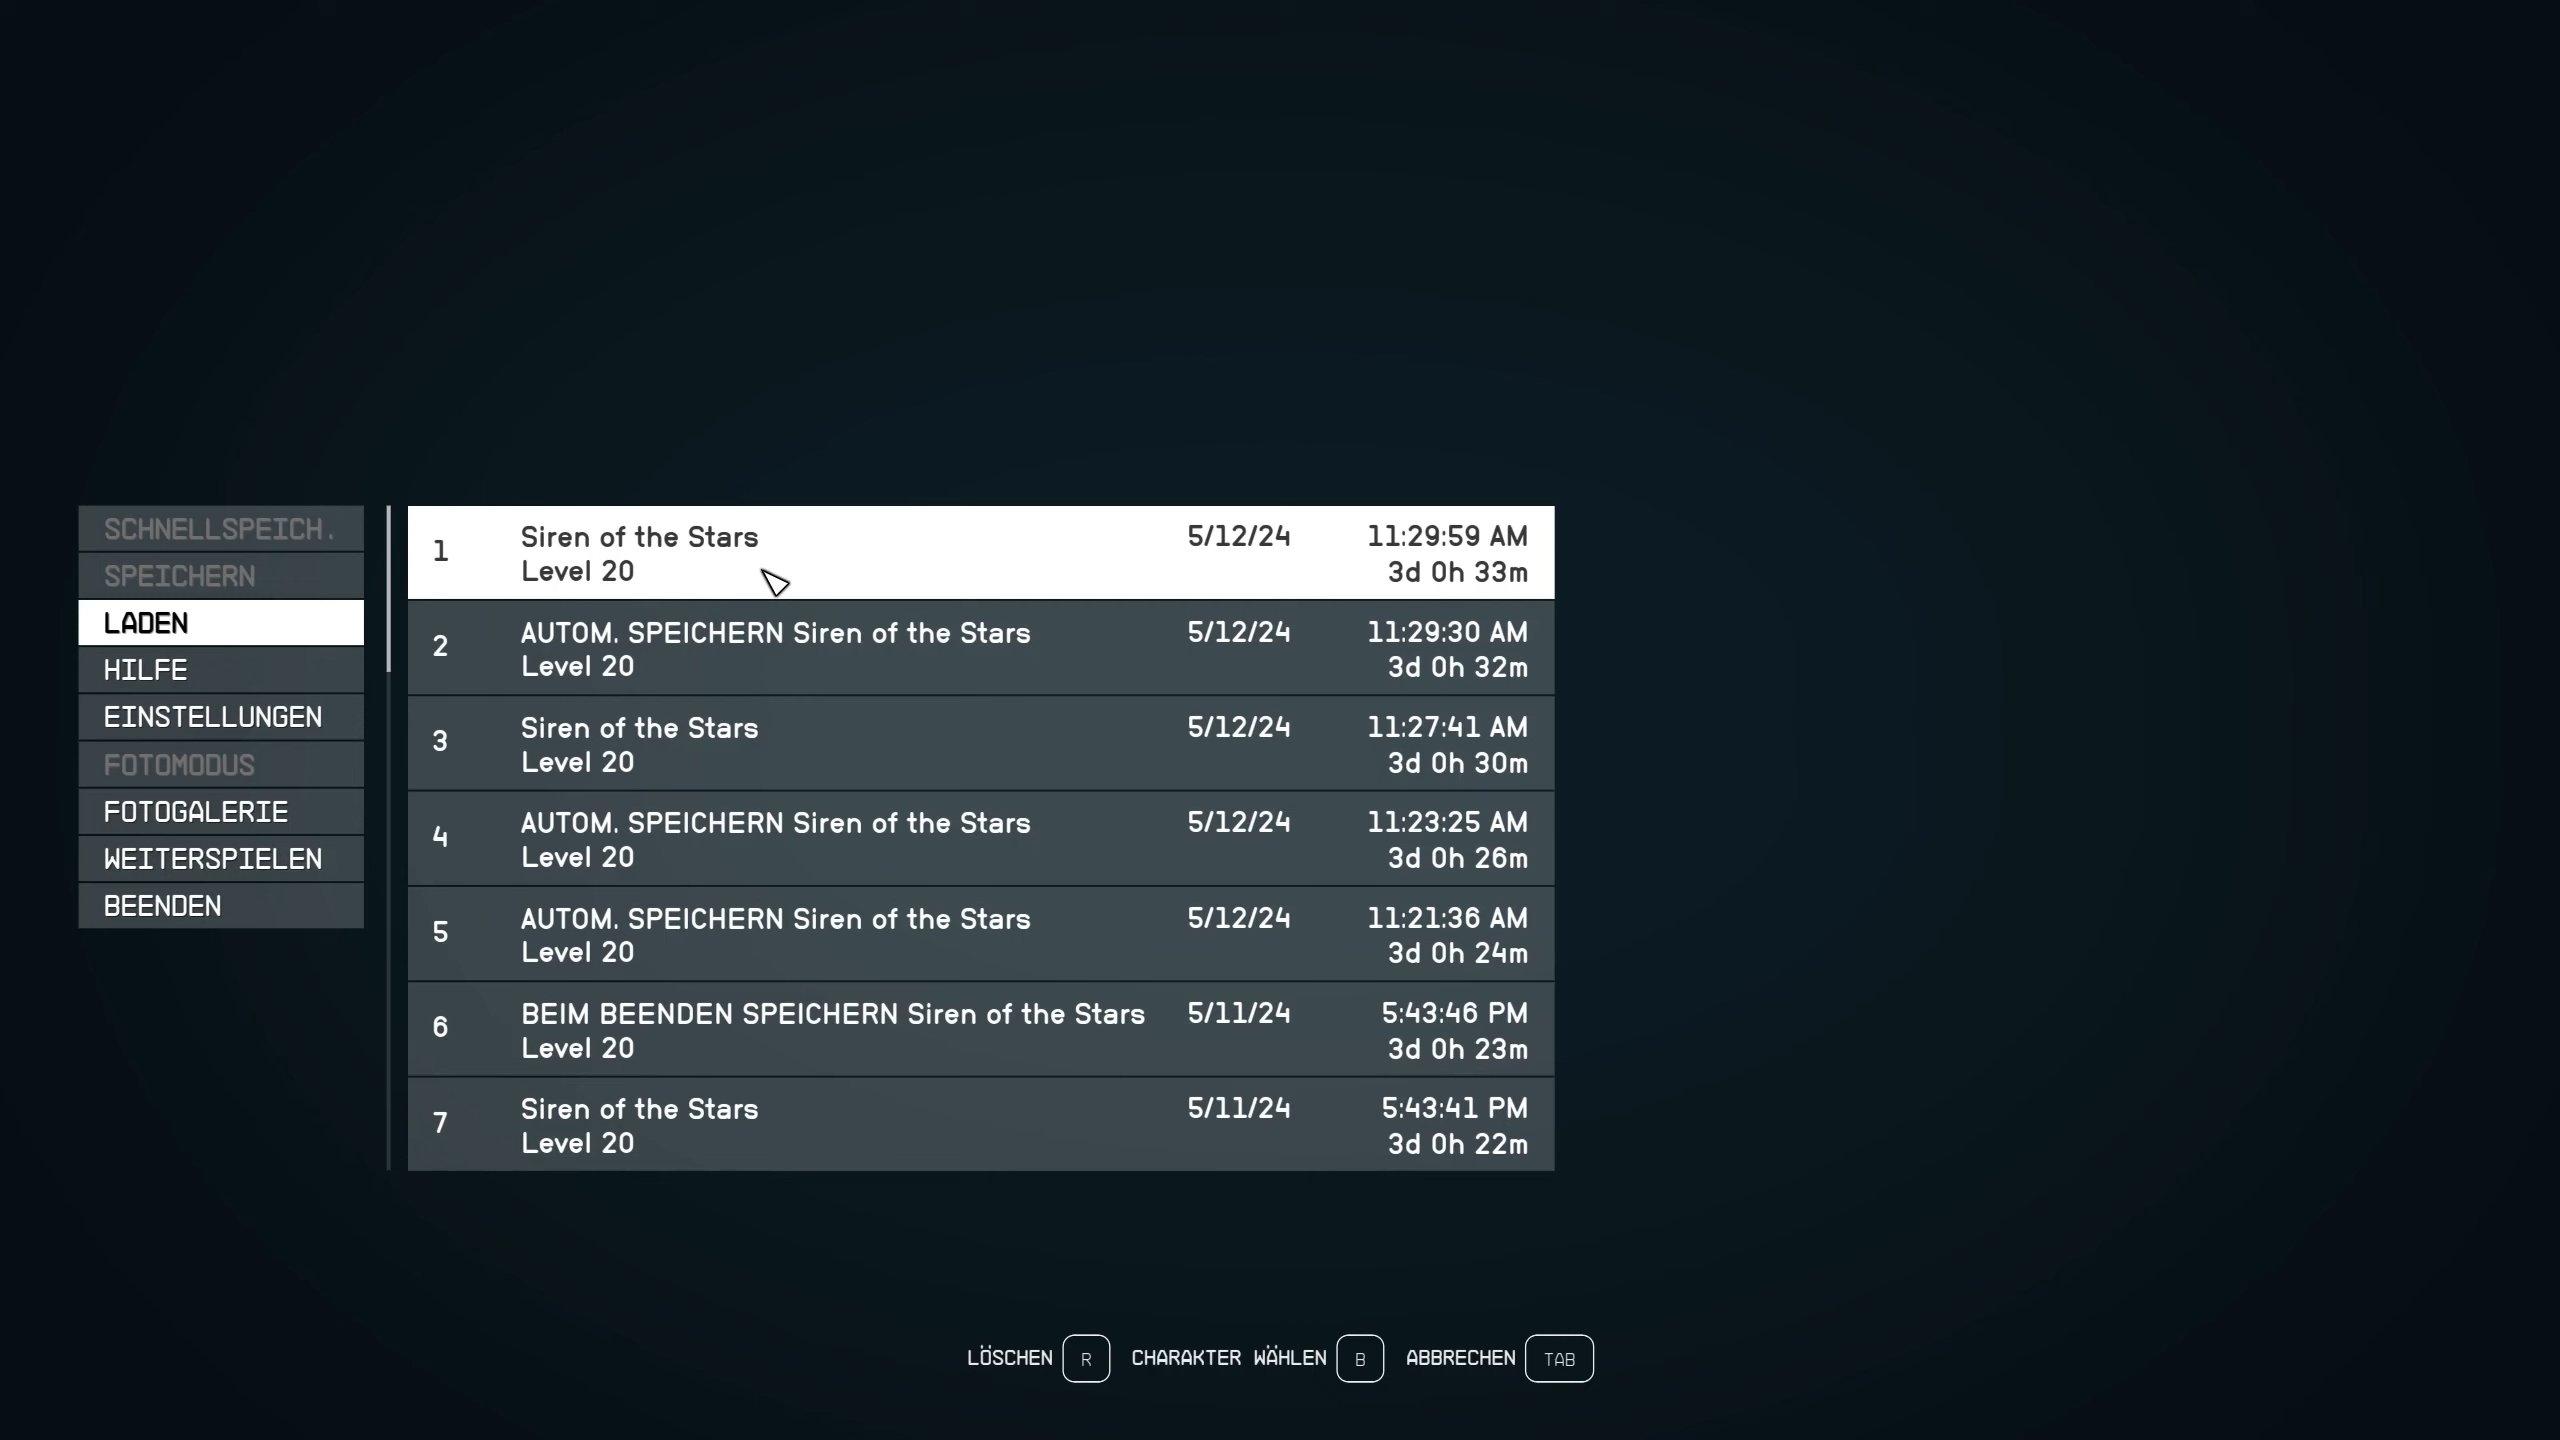 SCHNELLSPEICH.
SPEICHERN
LADEN
HILFE
EINSTELLUNGEN
FOTOMODUS
FOTOGALERIE
WEITERSPIELEN
BEENDEN
1 Siren of the Stars 5/12/24 11:29:59 AM
Level 20 3d 0h 33m
2 AUTOM. SPEICHERN Siren of the Stars 5/12/24 11:29:30 AM
Level 20 3d 0h 32m
3 Siren of the Stars 5/12/24 11:27:41 AM
Level 20 3d 0h 30m
4 AUTOM. SPEICHERN Siren of the Stars 5/12/24 11:23:25 AM
Level 20 3d 0h 26m
5 AUTOM. SPEICHERN Siren of the Stars 5/12/24 11:21:36 AM
Level 20 3d 0h 24m
6 BEIM BEENDEN SPEICHERN Siren of the Stars 5/11/24 5:43:46 PM
Level 20 3d 0h 23m
7 Siren of the Stars 5/11/24 5:43:41 PM
Level 20 3d 0h 22m
LÖSCHEN R CHARAKTER WÄHLEN B ABBRECHEN TAB